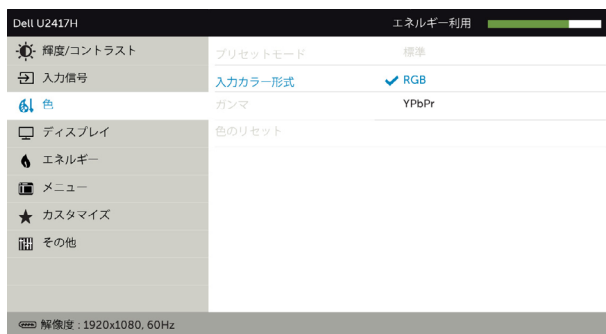 Dell U2417H エネルギー利用
輝度/コントラスト プリセットモード 標準
入力信号 入力カラー形式 RGB
色 ガンマ YPbPr
ディスプレイ 色のリセット
エネルギー
メニュー
カスタマイズ
その他
解像度 : 1920x1080, 60Hz